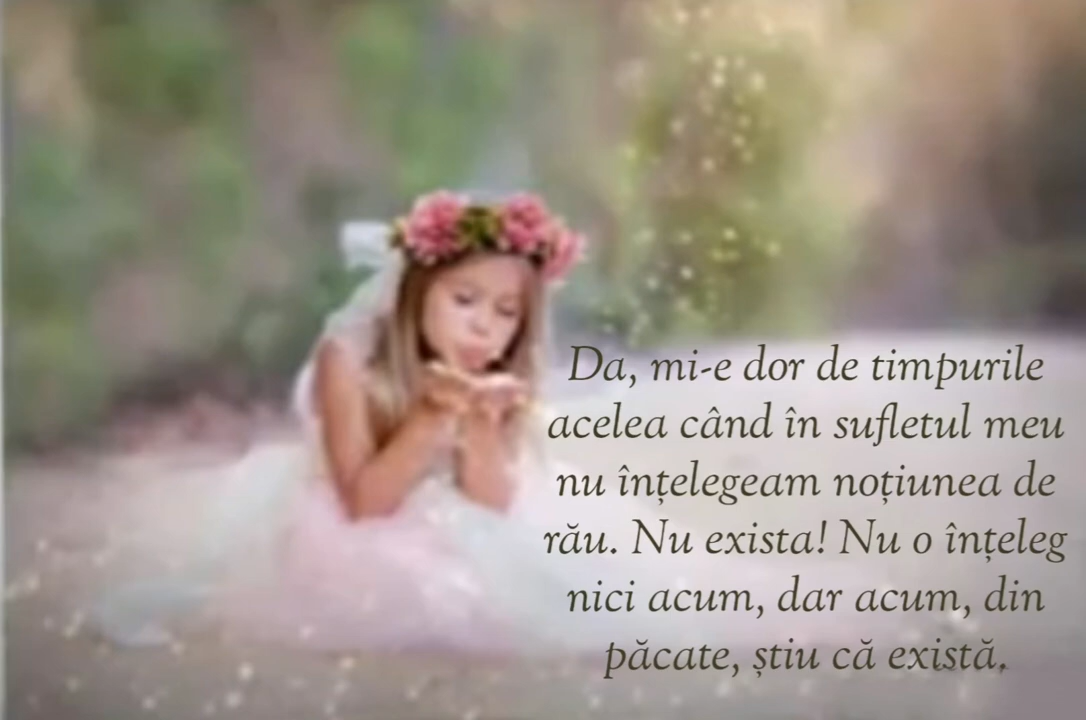 Da, mi-e dor de timpurile
acelea când în sufletul meu
nu înțelegeam noțiunea de
rău. Nu exista! Nu o înțeleg
nici acum, dar acum, din
păcate, știu că există.